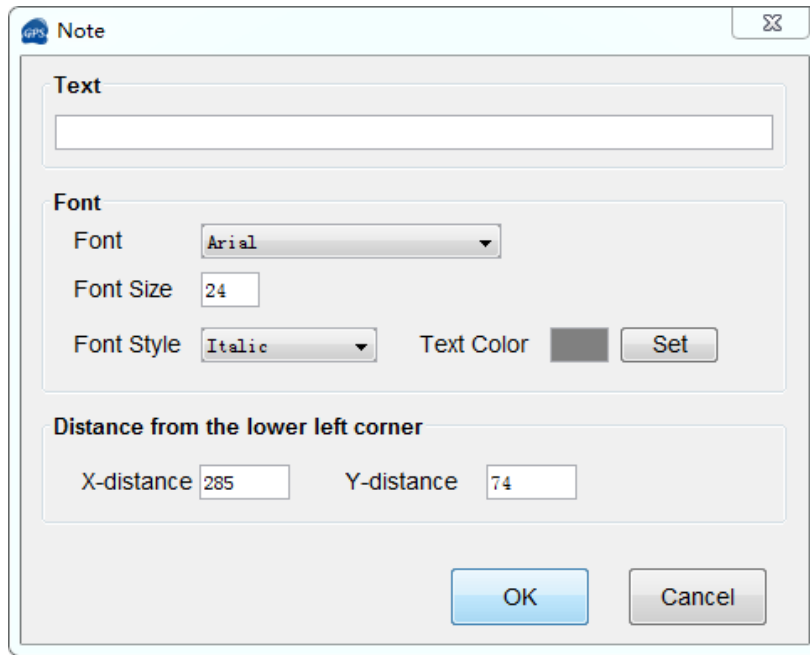 GPS Note
Text
Font
Font Arial
Font Size 24
Font Style Italic Text Color Set
Distance from the lower left corner
X-distance 285 Y-distance 74
OK Cancel